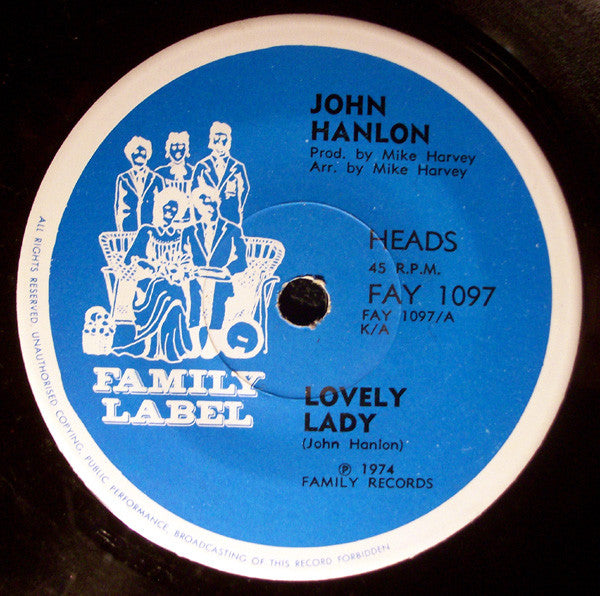 JOHN
HANLON
Prod. by Mike Harvey
Arr. by Mike Harvey
HEADS
45 R.P.M.
FAY 1097
FAY 1097/A
K/A
FAMILY
LABEL
LOVELY
LADY
(John Hanlon)
℗ 1974
FAMILY RECORDS
ALL RIGHTS RESERVED. UNAUTHORISED COPYING, PUBLIC PERFORMANCE, BROADCASTING OF THIS RECORD FORBIDDEN